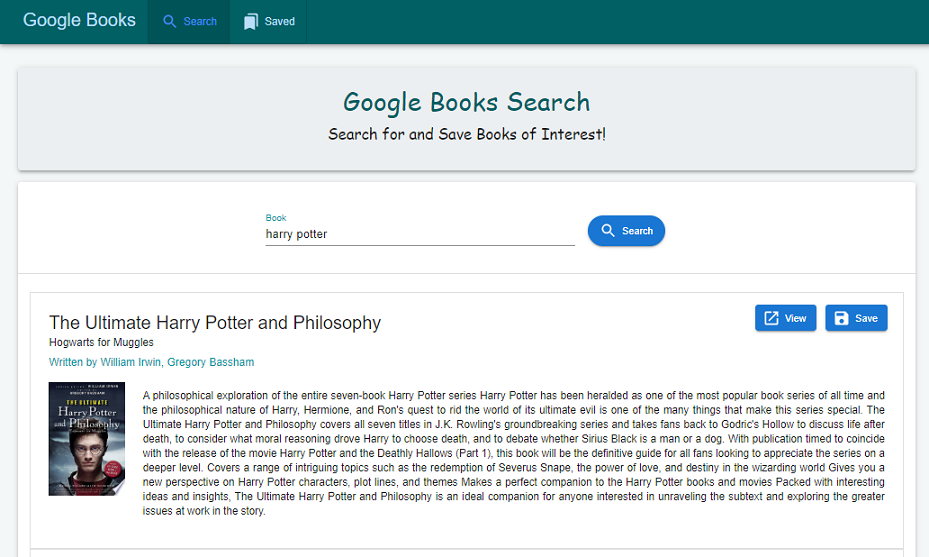 Google Books
Search
Saved
Google Books Search
Search for and Save Books of Interest!
Book
harry potter
Search
The Ultimate Harry Potter and Philosophy
View
Save
Hogwarts for Muggles
Written by William Irwin, Gregory Bassham
WILLIAM IRWIN
GREGORY BASSHAM
THE ULTIMATE
Harry Potter
and Philosophy
A philosophical exploration of the entire seven-book Harry Potter series Harry Potter has been heralded as one of the most popular book series of all time and
the philosophical nature of Harry, Hermione, and Ron's quest to rid the world of its ultimate evil is one of the many things that make this series special. The
Ultimate Harry Potter and Philosophy covers all seven titles in J.K. Rowling's groundbreaking series and takes fans back to Godric's Hollow to discuss life after
death, to consider what moral reasoning drove Harry to choose death, and to debate whether Sirius Black is a man or a dog. With publication timed to coincide
with the release of the movie Harry Potter and the Deathly Hallows (Part 1), this book will be the definitive guide for all fans looking to appreciate the series on a
deeper level. Covers a range of intriguing topics such as the redemption of Severus Snape, the power of love, and destiny in the wizarding world Gives you a
new perspective on Harry Potter characters, plot lines, and themes Makes a perfect companion to the Harry Potter books and movies Packed with interesting
ideas and insights, The Ultimate Harry Potter and Philosophy is an ideal companion for anyone interested in unraveling the subtext and exploring the greater
issues at work in the story.